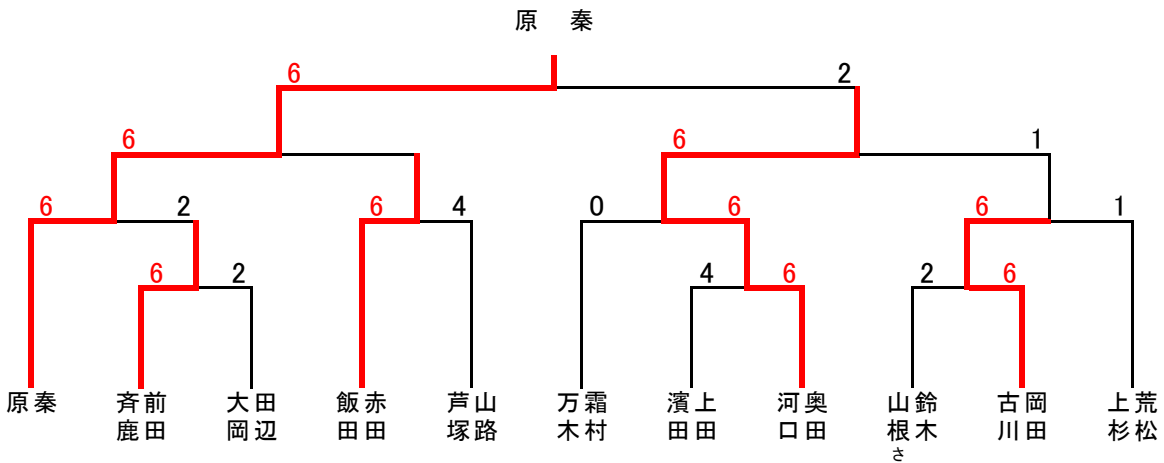 原 秦
6
2
6
6
1
6
2
6
4
0
6
6
1
6
2
4
6
2
6
原 秦
斉鹿
前田
大岡
田辺
飯田
赤田
芦塚
山路
万木
霜村
濱田
上田
河口
奥田
山根さ
鈴木
古川
岡田
上杉
荒松